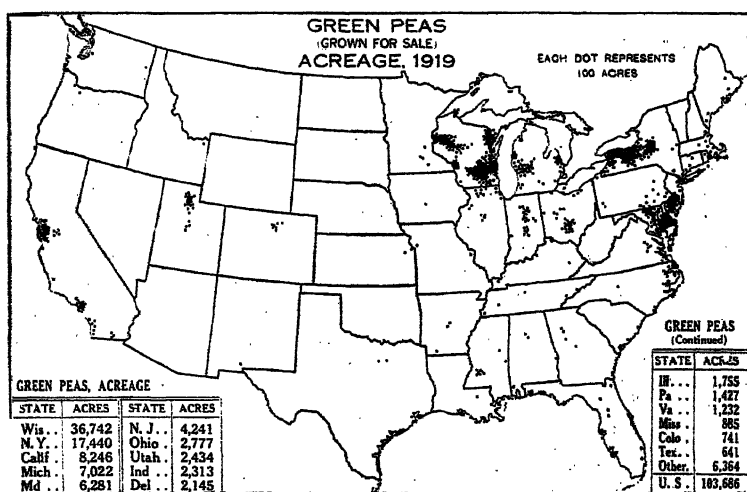 GREEN PEAS
(GROWN FOR SALE)
ACREAGE, 1919
EACH DOT REPRESENTS
100 ACRES
GREEN PEAS, ACREAGE
STATE ACRES STATE ACRES
Wis.. 36,742 N. J.. 4,241
N. Y.. 17,440 Ohio. 2,777
Calif. 8,246 Utah. 2,434
Mich. 7,022 Ind.. 2,313
Md.. 6,281 Del.. 2,145
GREEN PEAS
(Continued)
STATE ACRES
Ill... 1,755
Pa.. 1,427
Va.. 1,232
Miss. 885
Colo. 741
Tex.. 641
Other. 6,364
U. S. 103,686